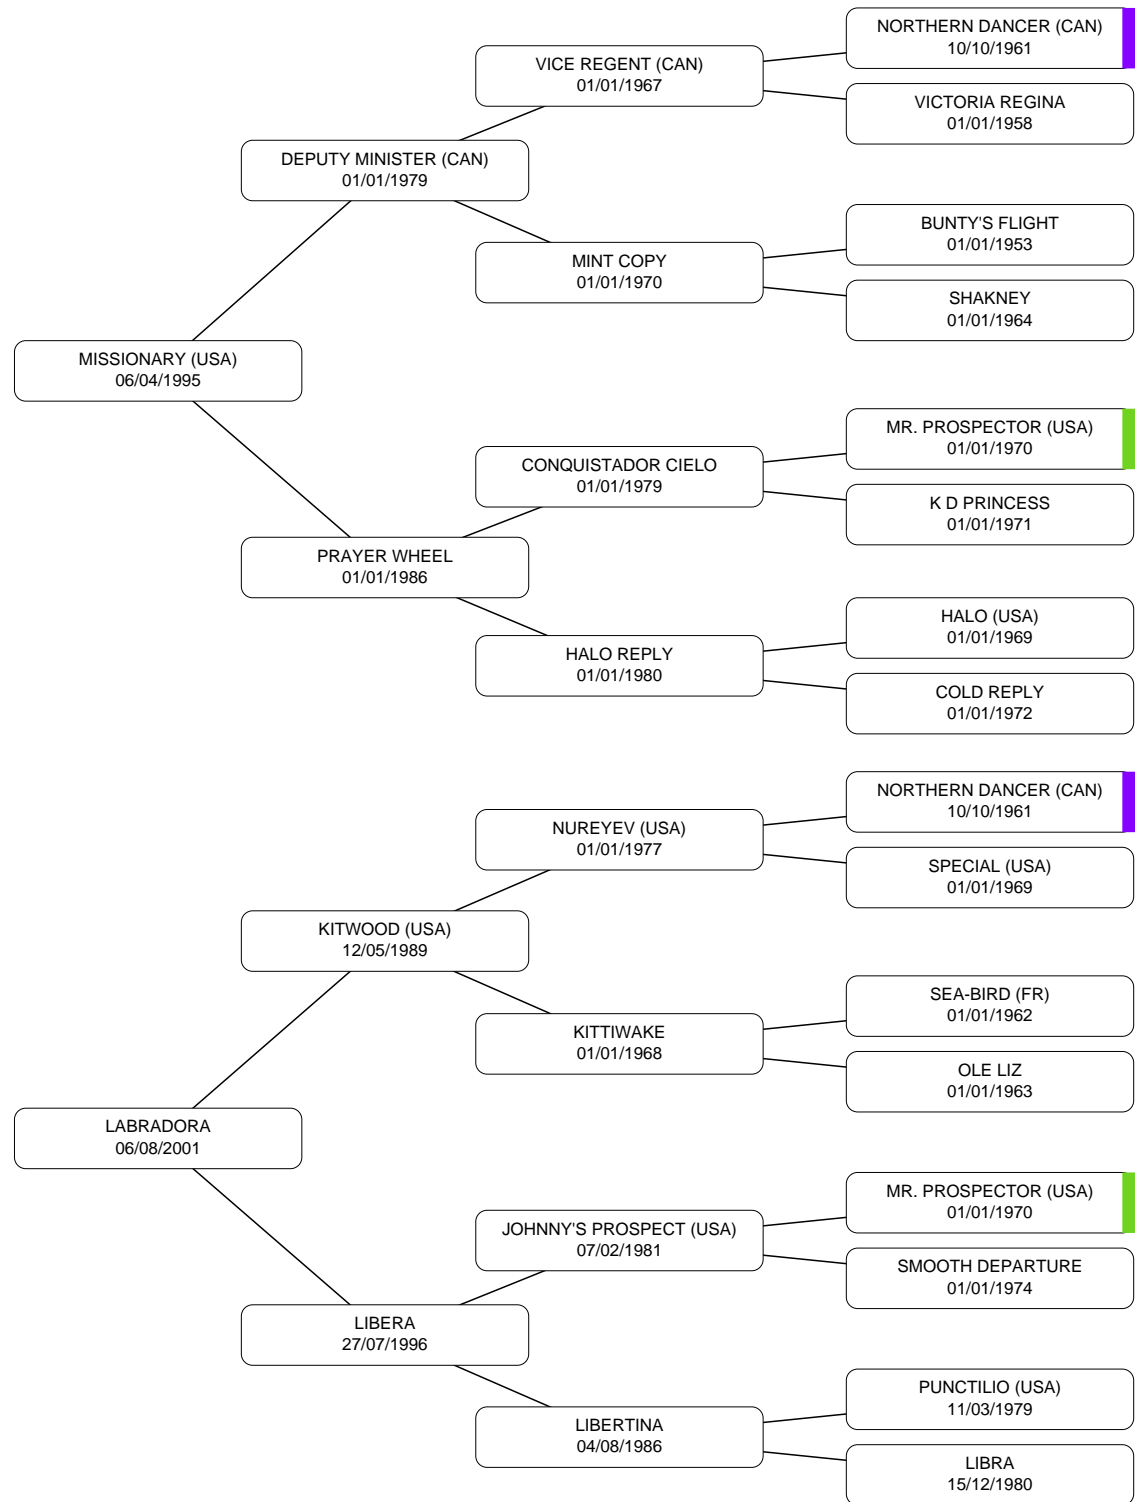 NORTHERN DANCER (CAN)
10/10/1961
VICE REGENT (CAN)
01/01/1967
VICTORIA REGINA
01/01/1958
DEPUTY MINISTER (CAN)
01/01/1979
BUNTY'S FLIGHT
01/01/1953
MINT COPY
01/01/1970
SHAKNEY
01/01/1964
MISSIONARY (USA)
06/04/1995
MR. PROSPECTOR (USA)
01/01/1970
CONQUISTADOR CIELO
01/01/1979
K D PRINCESS
01/01/1971
PRAYER WHEEL
01/01/1986
HALO (USA)
01/01/1969
HALO REPLY
01/01/1980
COLD REPLY
01/01/1972
NORTHERN DANCER (CAN)
10/10/1961
NUREYEV (USA)
01/01/1977
SPECIAL (USA)
01/01/1969
KITWOOD (USA)
12/05/1989
SEA-BIRD (FR)
01/01/1962
KITTIWAKE
01/01/1968
OLE LIZ
01/01/1963
LABRADORA
06/08/2001
MR. PROSPECTOR (USA)
01/01/1970
JOHNNY'S PROSPECT (USA)
07/02/1981
SMOOTH DEPARTURE
01/01/1974
LIBERA
27/07/1996
PUNCTILIO (USA)
11/03/1979
LIBERTINA
04/08/1986
LIBRA
15/12/1980